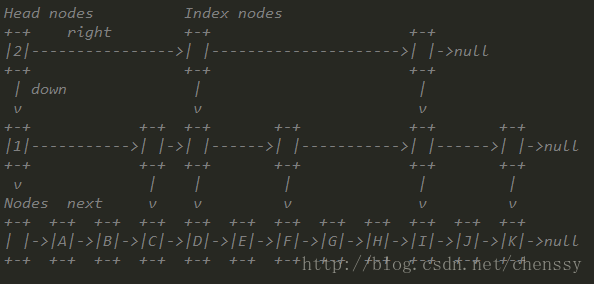 Head nodes          Index nodes
+-+    right        +-+                      +-+
|2|---------------->| |--------------------->| |->null
+-+                 +-+                      +-+
 | down              |                        |
 v                   v                        v
+-+            +-+  +-+       +-+            +-+       +-+
|1|----------->| |->| |------>| |----------->| |------>| |->null
+-+            +-+  +-+       +-+            +-+       +-+
 v              |    |         |              |         |
Nodes  next     v    v         v              v         v
+-+  +-+  +-+  +-+  +-+  +-+  +-+  +-+  +-+  +-+  +-+  +-+
| |->|A|->|B|->|C|->|D|->|E|->|F|->|G|->|H|->|I|->|J|->|K|->null
+-+  +-+  +-+  +-+  +-+  +-+  +-+  +-+  +-+  +-+  +-+  +-+
http://blog.csdn.net/chenssy